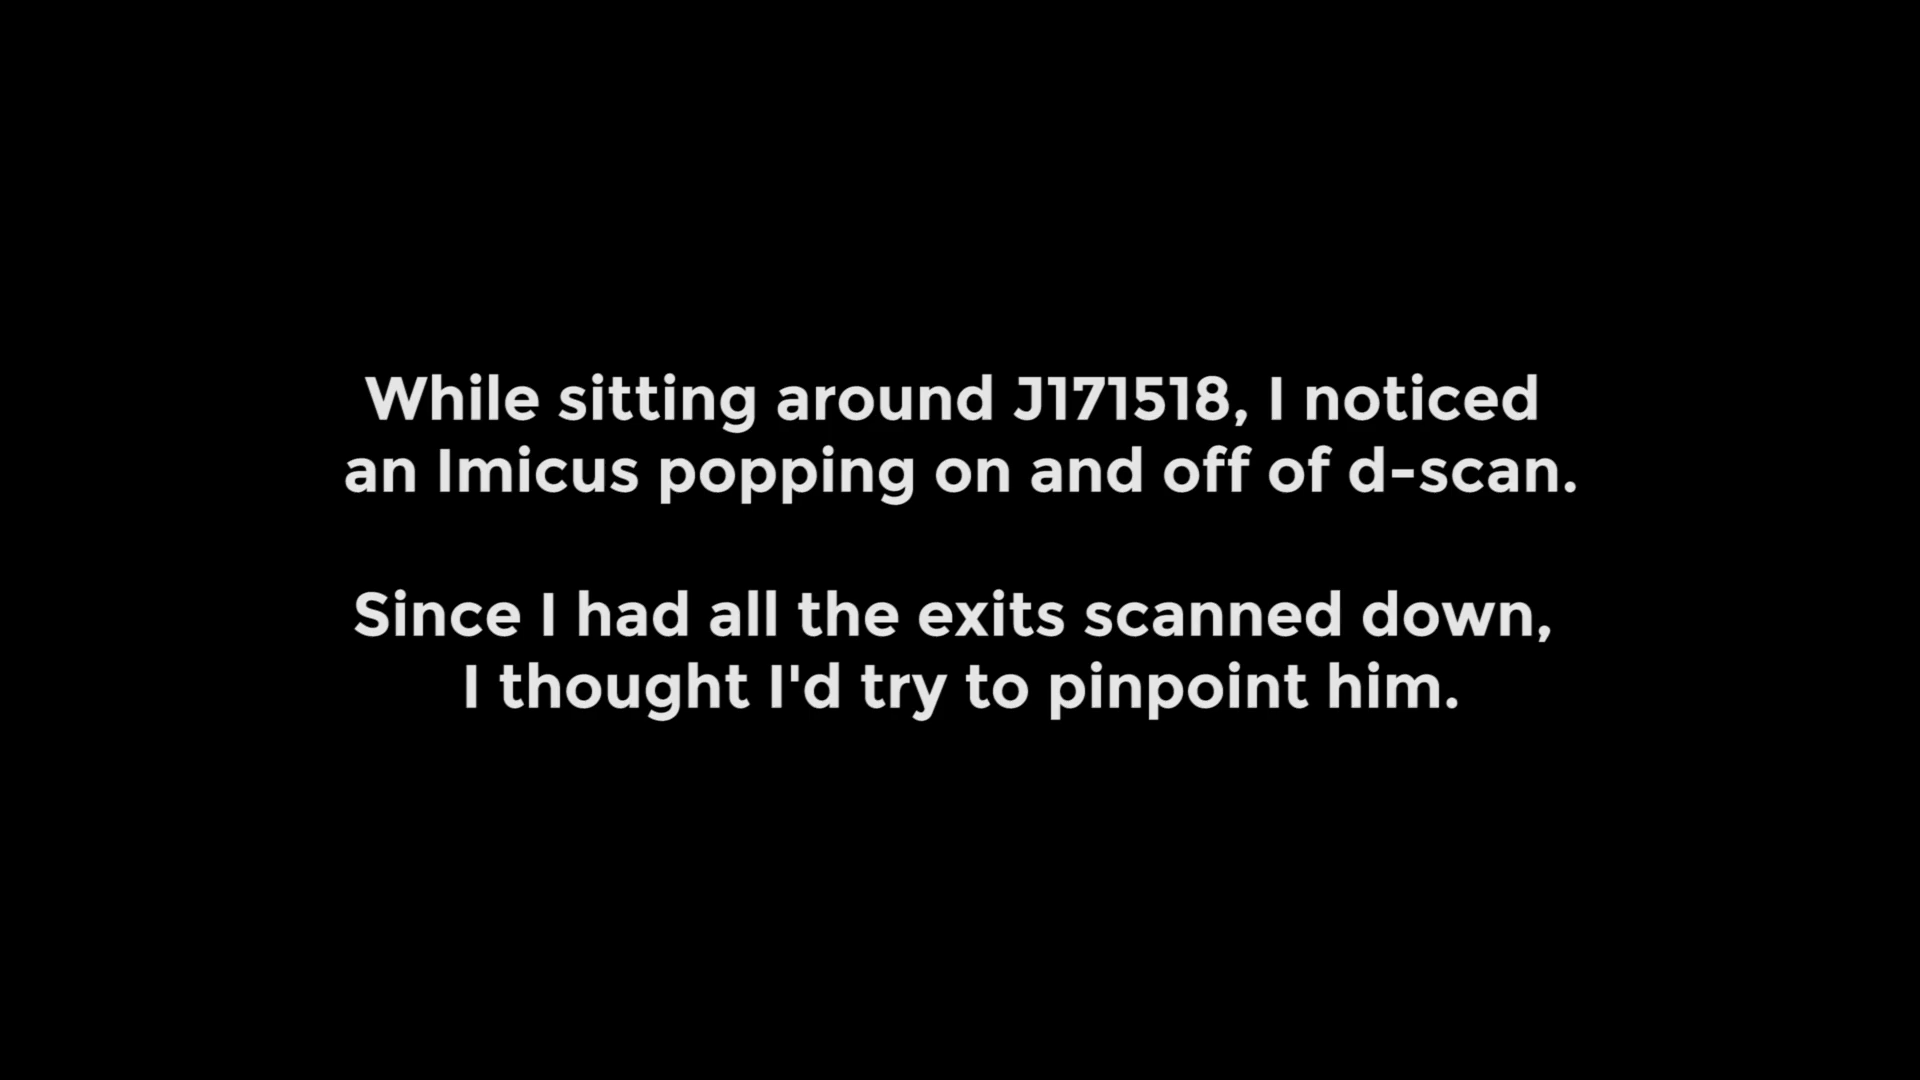 While sitting around J171518, I noticed
an Imicus popping on and off of d-scan.
Since I had all the exits scanned down,
I thought I'd try to pinpoint him.